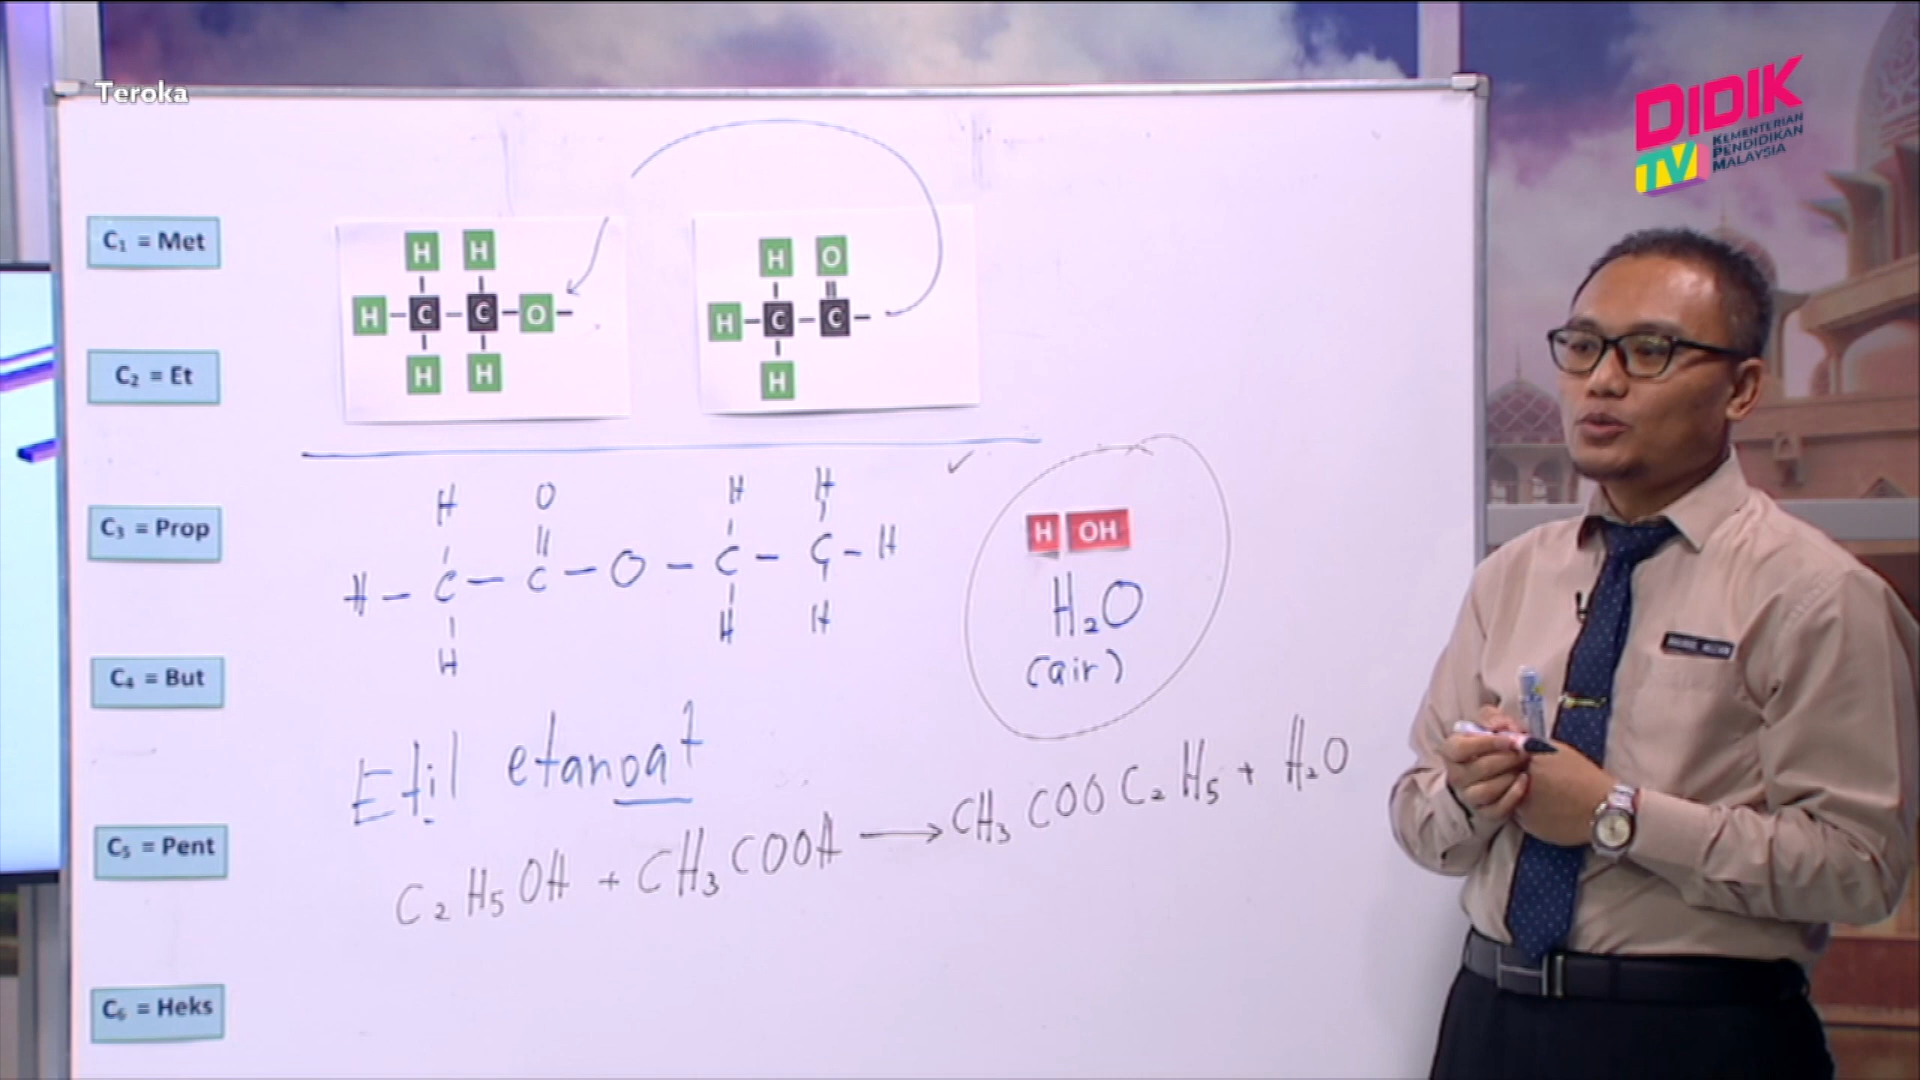 Teroka
DIDIK
TV
KEMENTERIAN
PENDIDIKAN
MALAYSIA
C₁ = Met
C₂ = Et
C₃ = Prop
C₄ = But
C₅ = Pent
C₆ = Heks
H H
H-C-C-O-
H H
H O
H-C-C-
H
H O H H
H-C-C-O-C-C-H
H H H
H OH
H₂O
(air)
Etil etanoat
C₂H₅OH + CH₃COOH → CH₃COOC₂H₅ + H₂O